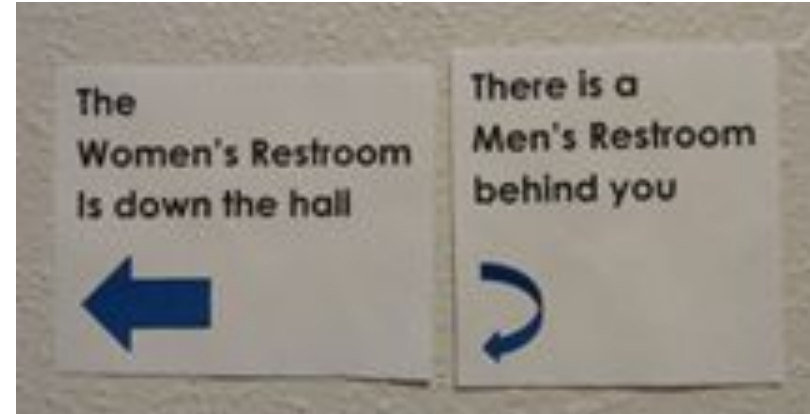 The
Women's Restroom
Is down the hall
There is a
Men's Restroom
behind you